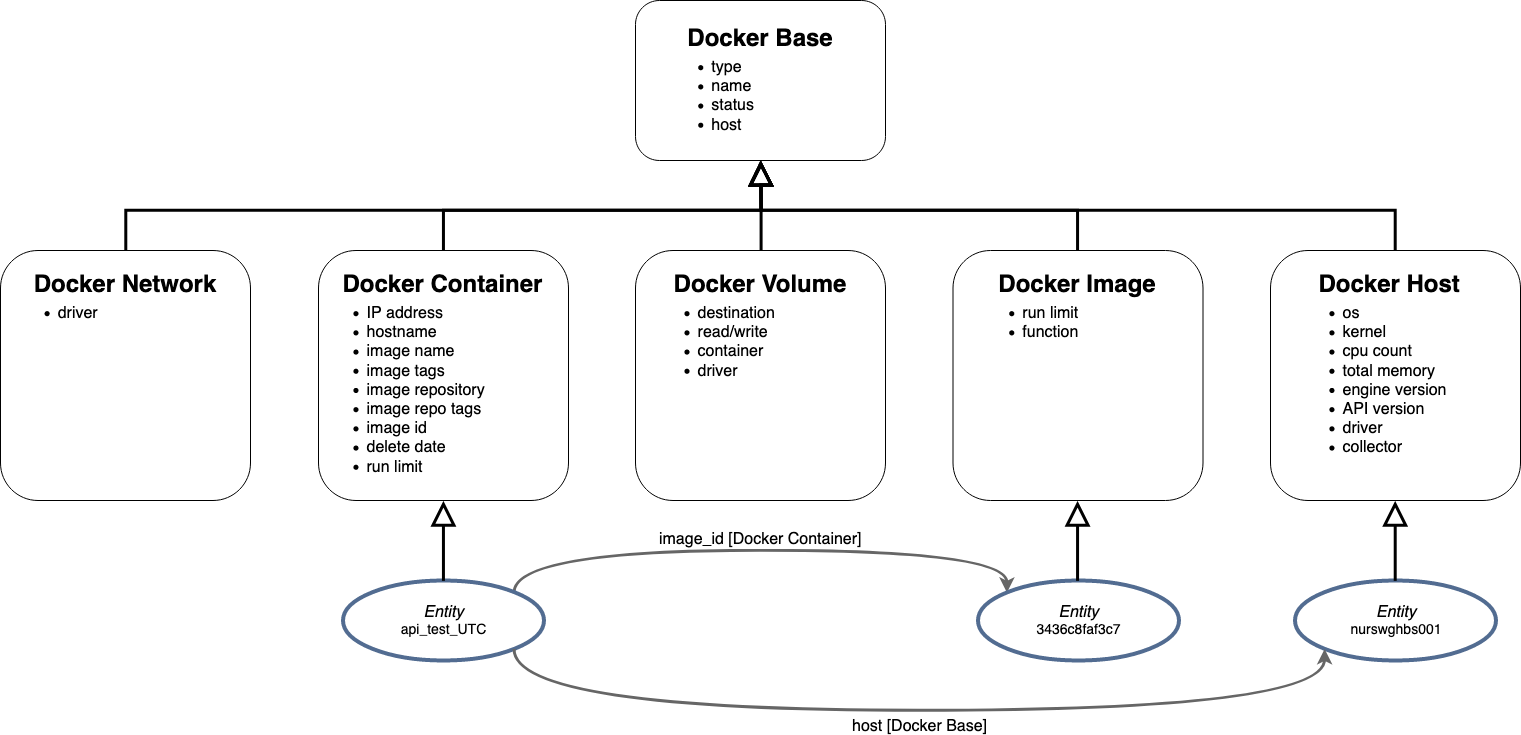 Docker Base
• type
• name
• status
• host
Docker Network
• driver
Docker Container
• IP address
• hostname
• image name
• image tags
• image repository
• image repo tags
• image id
• delete date
• run limit
Docker Volume
• destination
• read/write
• container
• driver
Docker Image
• run limit
• function
Docker Host
• os
• kernel
• cpu count
• total memory
• engine version
• API version
• driver
• collector
image_id [Docker Container]
Entity
api_test_UTC
Entity
3436c8faf3c7
Entity
nurswghbs001
host [Docker Base]